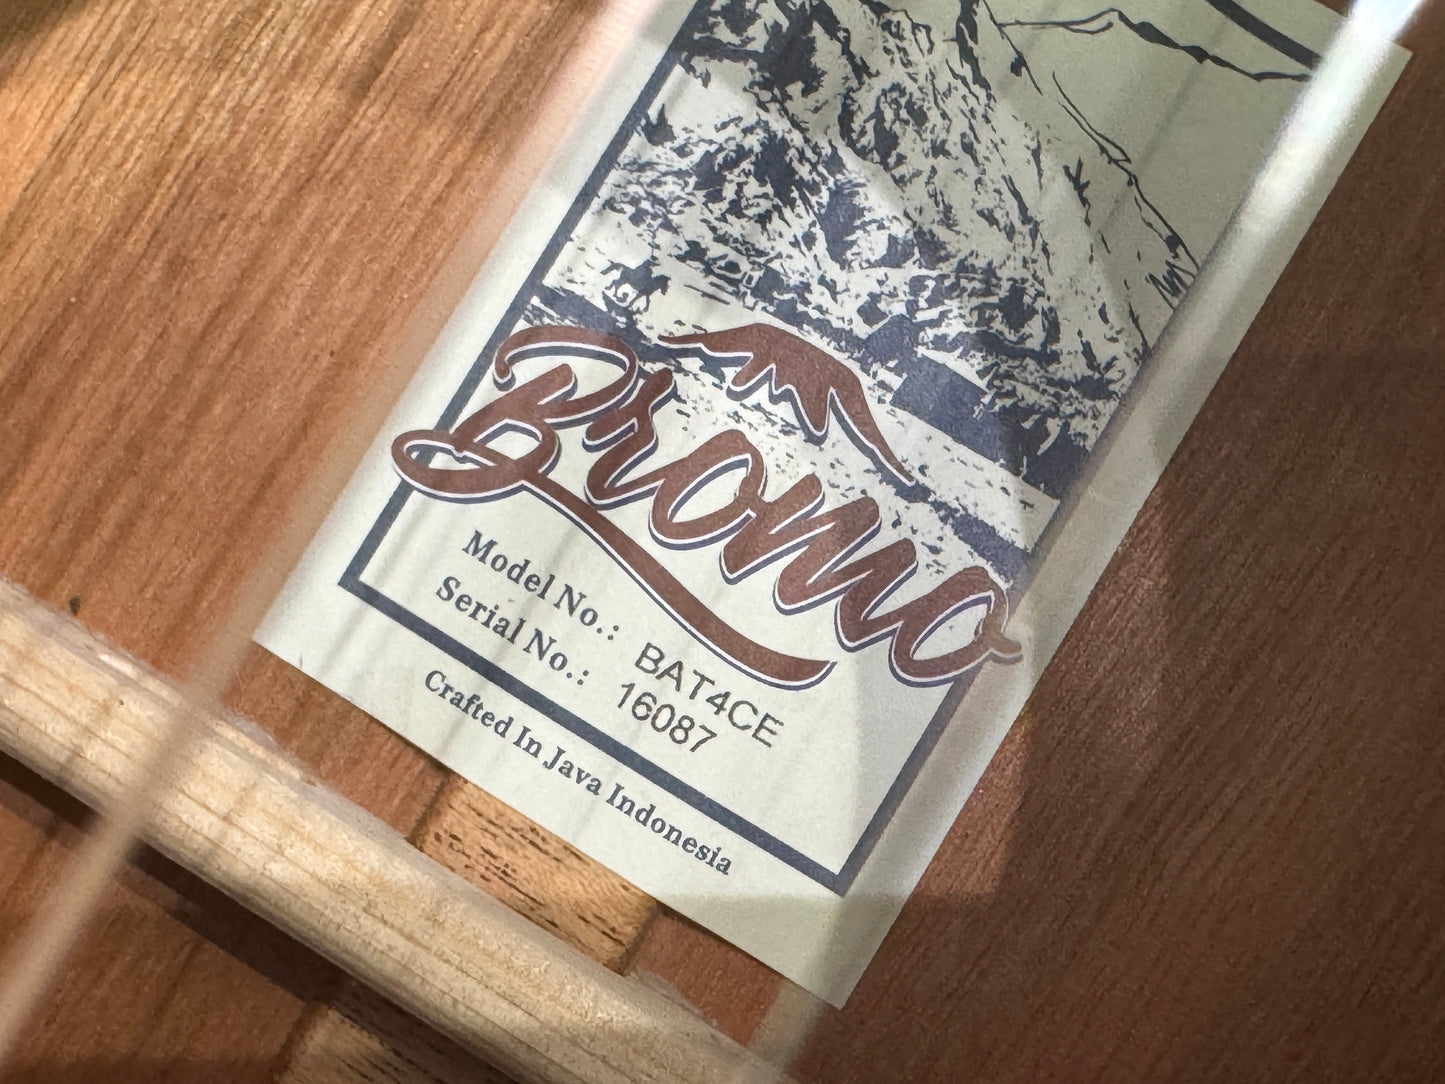 Bromo
Model No.: BAT4CE
Serial No.: 16087
Crafted In Java Indonesia